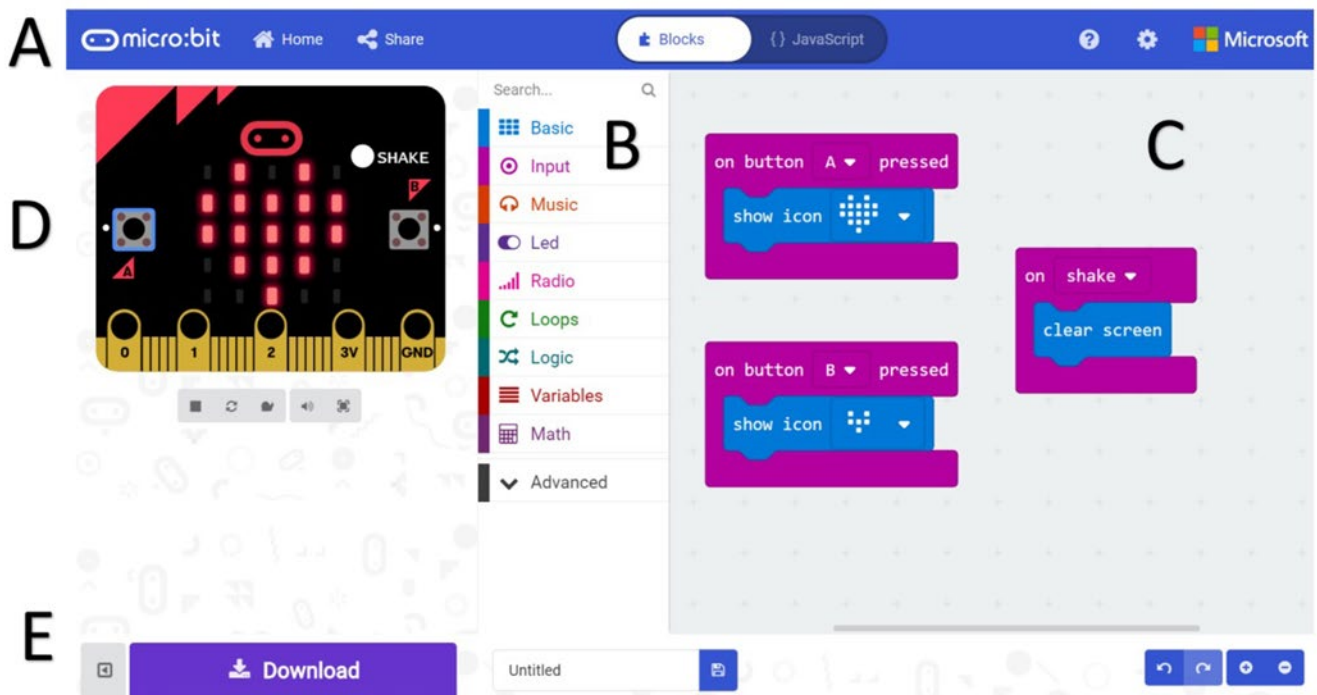 A
micro:bit Home Share Blocks {} JavaScript ? Microsoft
Search...
B
C
Basic
Input
Music
Led
Radio
Loops
Logic
Variables
Math
Advanced
D
SHAKE
B
A
0 1 2 3V GND
on button A pressed
show icon
on button B pressed
show icon
on shake
clear screen
E
Download
Untitled